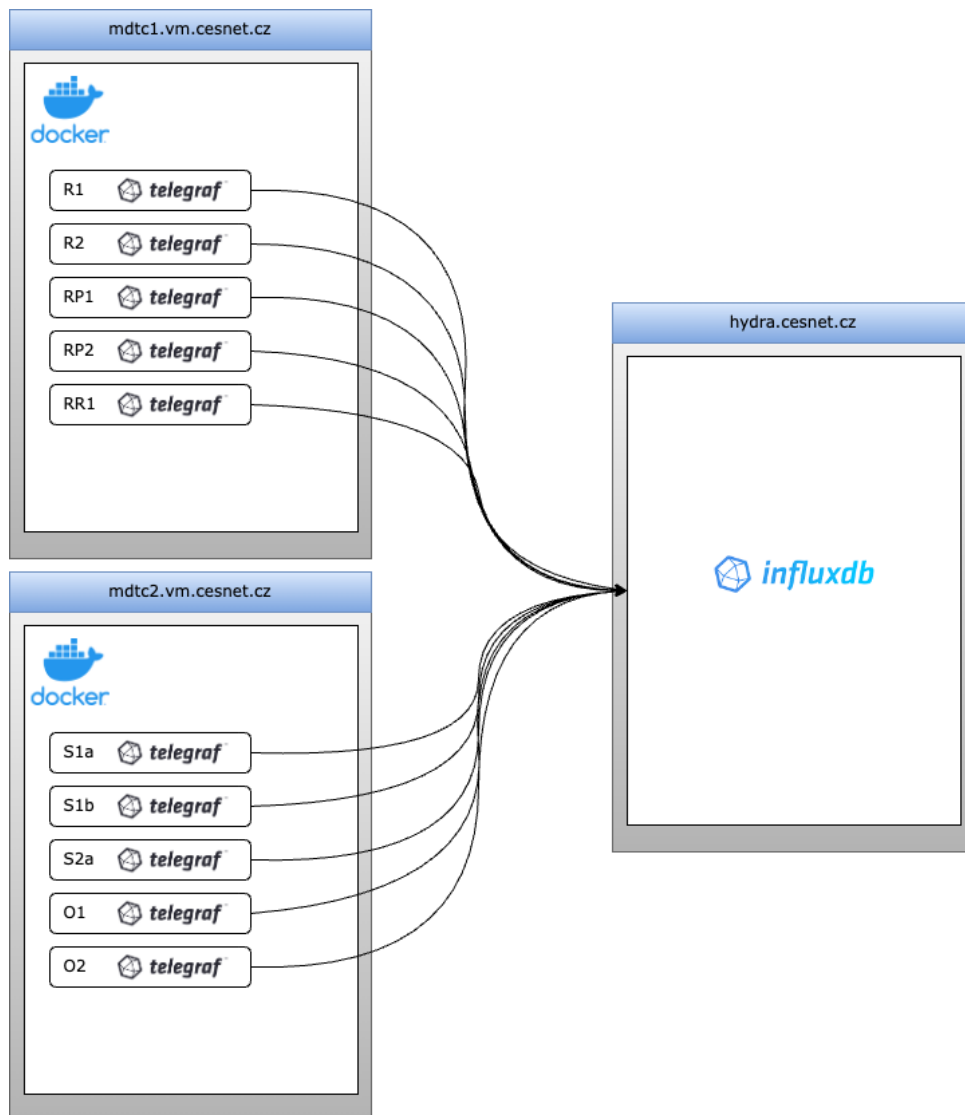 mdtc1.vm.cesnet.cz
docker
R1 telegraf
R2 telegraf
RP1 telegraf
RP2 telegraf
RR1 telegraf
hydra.cesnet.cz
influxdb
mdtc2.vm.cesnet.cz
docker
S1a telegraf
S1b telegraf
S2a telegraf
O1 telegraf
O2 telegraf